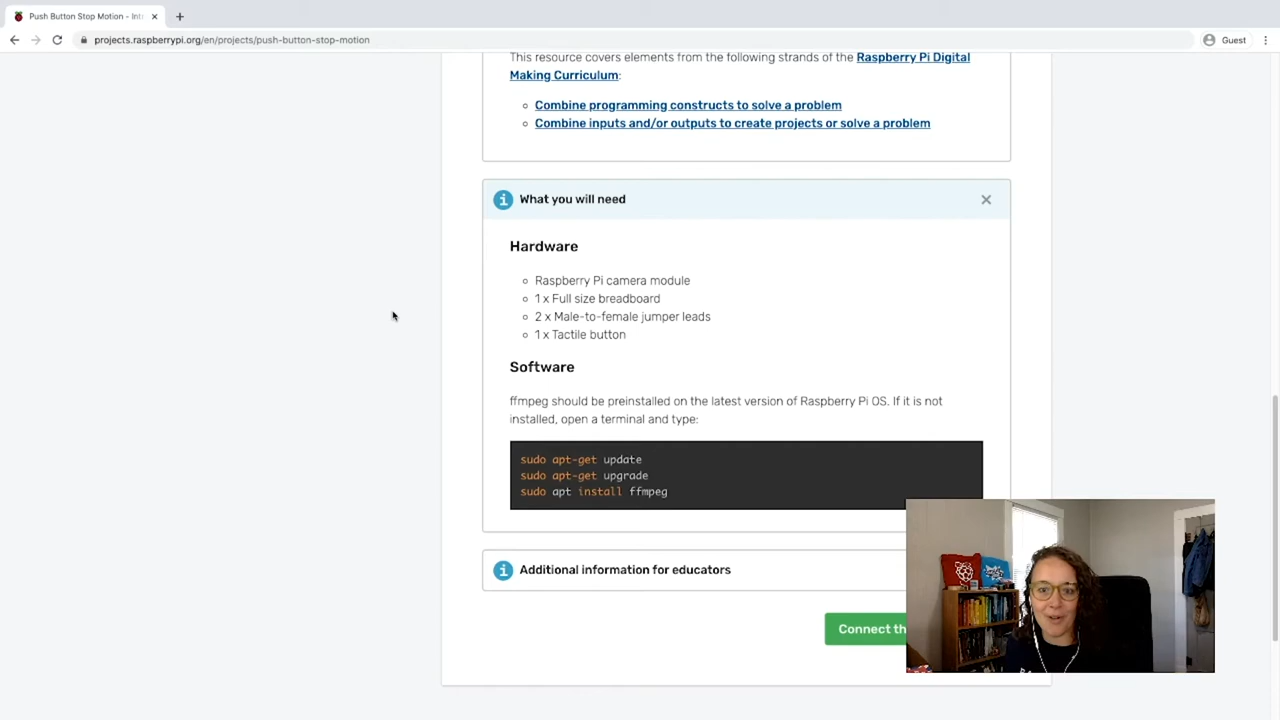 Push Button Stop Motion - Intr
projects.raspberrypi.org/en/projects/push-button-stop-motion
Guest
This resource covers elements from the following strands of the Raspberry Pi Digital
Making Curriculum:
Combine programming constructs to solve a problem
Combine inputs and/or outputs to create projects or solve a problem
What you will need
Hardware
Raspberry Pi camera module
1 x Full size breadboard
2 x Male-to-female jumper leads
1 x Tactile button
Software
ffmpeg should be preinstalled on the latest version of Raspberry Pi OS. If it is not
installed, open a terminal and type:
sudo apt-get update
sudo apt-get upgrade
sudo apt install ffmpeg
Additional information for educators
Connect th